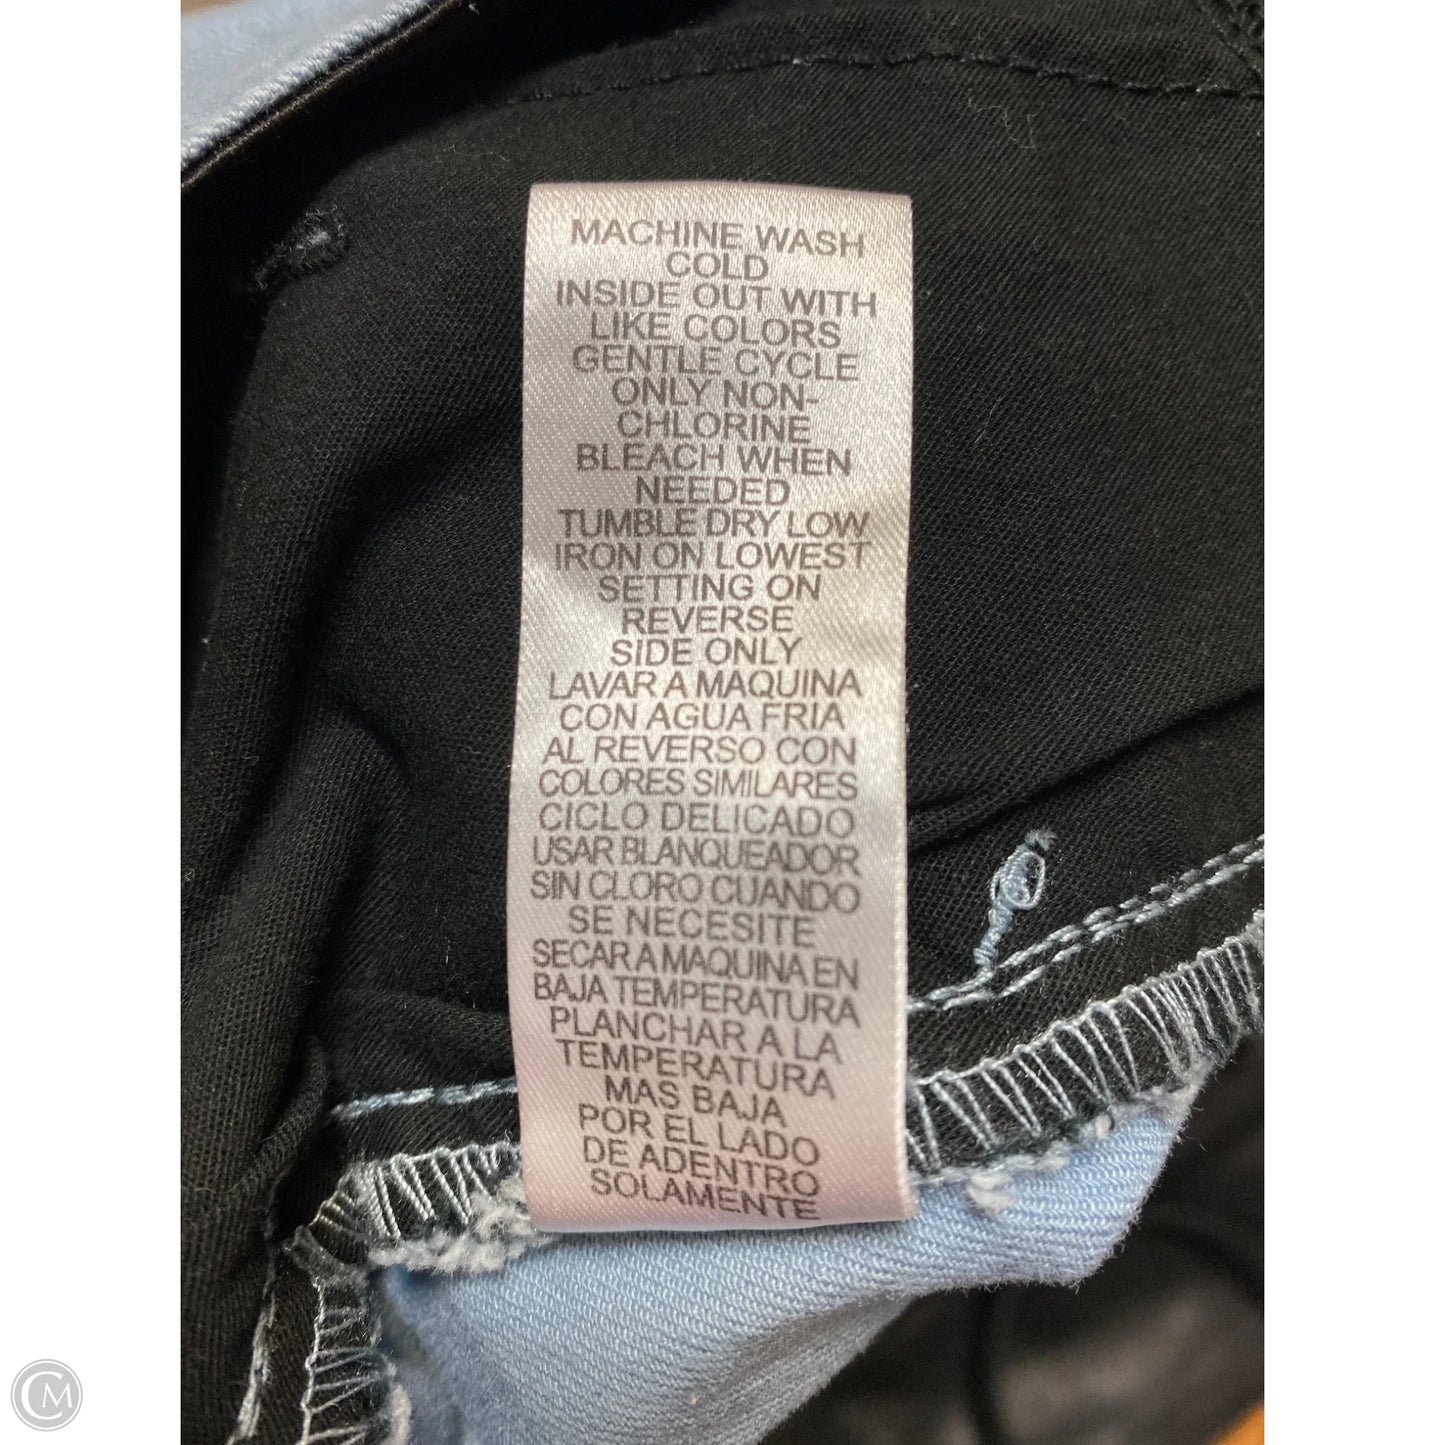 MACHINE WASH
COLD
INSIDE OUT WITH
LIKE COLORS
GENTLE CYCLE
ONLY NON-
CHLORINE
BLEACH WHEN
NEEDED
TUMBLE DRY LOW
IRON ON LOWEST
SETTING ON
REVERSE
SIDE ONLY
LAVAR A MAQUINA
CON AGUA FRIA
AL REVERSO CON
COLORES SIMILARES
CICLO DELICADO
USAR BLANQUEADOR
SIN CLORO CUANDO
SE NECESITE
SECAR A MAQUINA EN
BAJA TEMPERATURA
PLANCHAR A LA
TEMPERATURA
MAS BAJA
POR EL LADO
DE ADENTRO
SOLAMENTE
CM